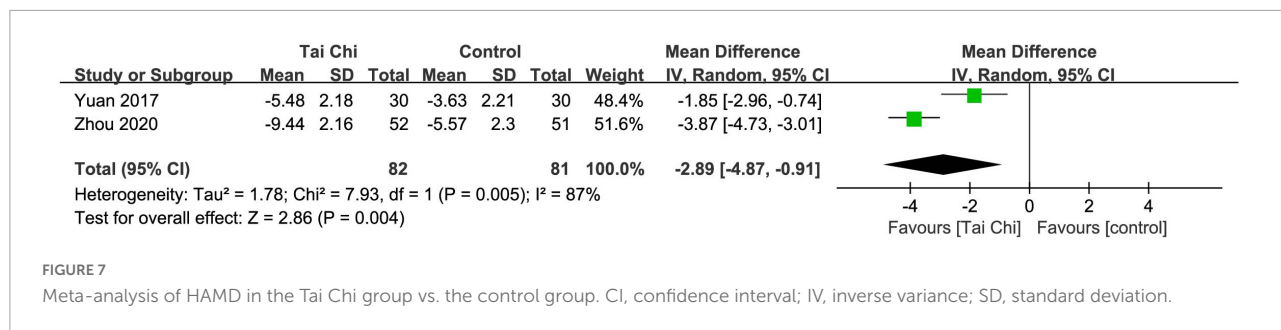 Tai Chi Control Mean Difference Mean Difference
Study or Subgroup Mean SD Total Mean SD Total Weight IV, Random, 95% CI IV, Random, 95% CI
Yuan 2017 -5.48 2.18 30 -3.63 2.21 30 48.4% -1.85 [-2.96, -0.74]
Zhou 2020 -9.44 2.16 52 -5.57 2.3 51 51.6% -3.87 [-4.73, -3.01]
Total (95% CI) 82 81 100.0% -2.89 [-4.87, -0.91]
Heterogeneity: Tau² = 1.78; Chi² = 7.93, df = 1 (P = 0.005); I² = 87%
Test for overall effect: Z = 2.86 (P = 0.004)
-4 -2 0 2 4
Favours [Tai Chi] Favours [control]
FIGURE 7
Meta-analysis of HAMD in the Tai Chi group vs. the control group. CI, confidence interval; IV, inverse variance; SD, standard deviation.